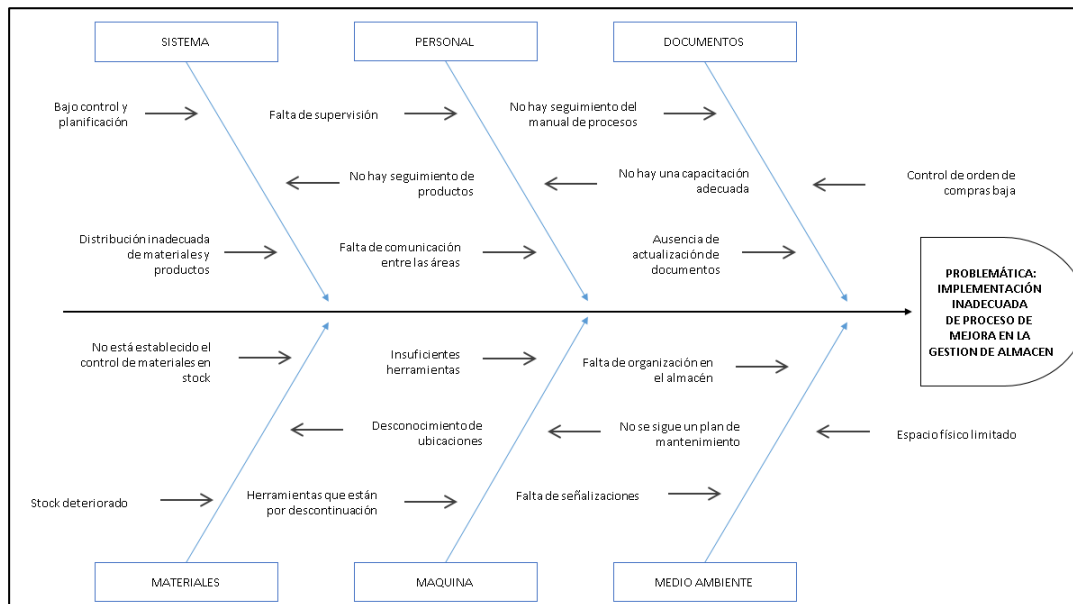 SISTEMA
PERSONAL
DOCUMENTOS
Bajo control y
planificación
Falta de supervisión
No hay seguimiento del
manual de procesos
No hay seguimiento de
productos
No hay una capacitación
adecuada
Control de orden de
compras baja
Distribución inadecuada
de materiales y
productos
Falta de comunicación
entre las áreas
Ausencia de
actualización de
documentos
PROBLEMÁTICA:
IMPLEMENTACIÓN
INADECUADA
DE PROCESO DE
MEJORA EN LA
GESTION DE ALMACEN
No está establecido el
control de materiales en
stock
Insuficientes
herramientas
Falta de organización en
el almacén
Desconocimiento de
ubicaciones
No se sigue un plan de
mantenimiento
Espacio físico limitado
Stock deteriorado
Herramientas que están
por descontinuación
Falta de señalizaciones
MATERIALES
MAQUINA
MEDIO AMBIENTE